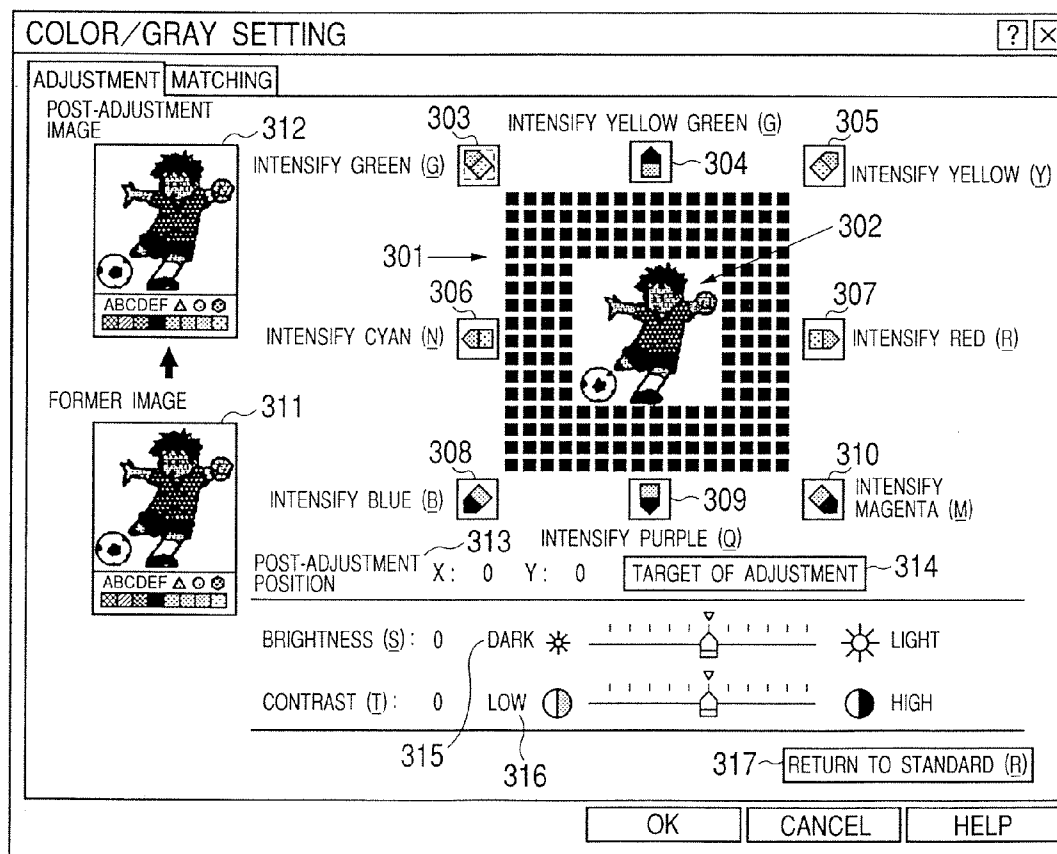 COLOR/GRAY SETTING
?
×
ADJUSTMENT
MATCHING
POST-ADJUSTMENT
IMAGE
312
303
INTENSIFY YELLOW GREEN (G)
305
INTENSIFY GREEN (G)
304
INTENSIFY YELLOW (Y)
301
302
ABCDEF
306
307
INTENSIFY CYAN (N)
INTENSIFY RED (R)
FORMER IMAGE
311
308
310
INTENSIFY BLUE (B)
309
INTENSIFY
MAGENTA (M)
313
INTENSIFY PURPLE (Q)
ABCDEF
POST-ADJUSTMENT
POSITION
X: 0 Y: 0
TARGET OF ADJUSTMENT
314
BRIGHTNESS (S): 0 DARK
LIGHT
CONTRAST (T): 0 LOW
HIGH
315
316
317
RETURN TO STANDARD (R)
OK
CANCEL
HELP